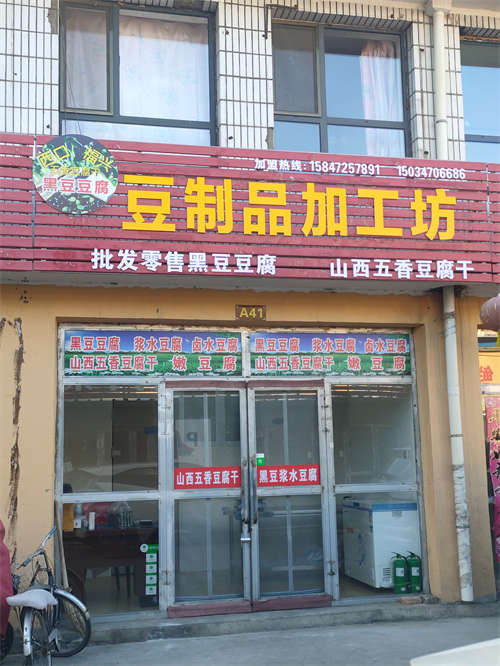 加盟热线：15847257891 15034706686
西口 福兴
黑豆豆腐
豆制品加工坊
批发零售黑豆豆腐 山西五香豆腐干
A41
黑豆豆腐 浆水豆腐 卤水豆腐
山西五香豆腐干 嫩豆腐
黑豆豆腐 浆水豆腐 卤水豆腐
山西五香豆腐干 嫩豆腐
山西五香豆腐干
黑豆浆水豆腐